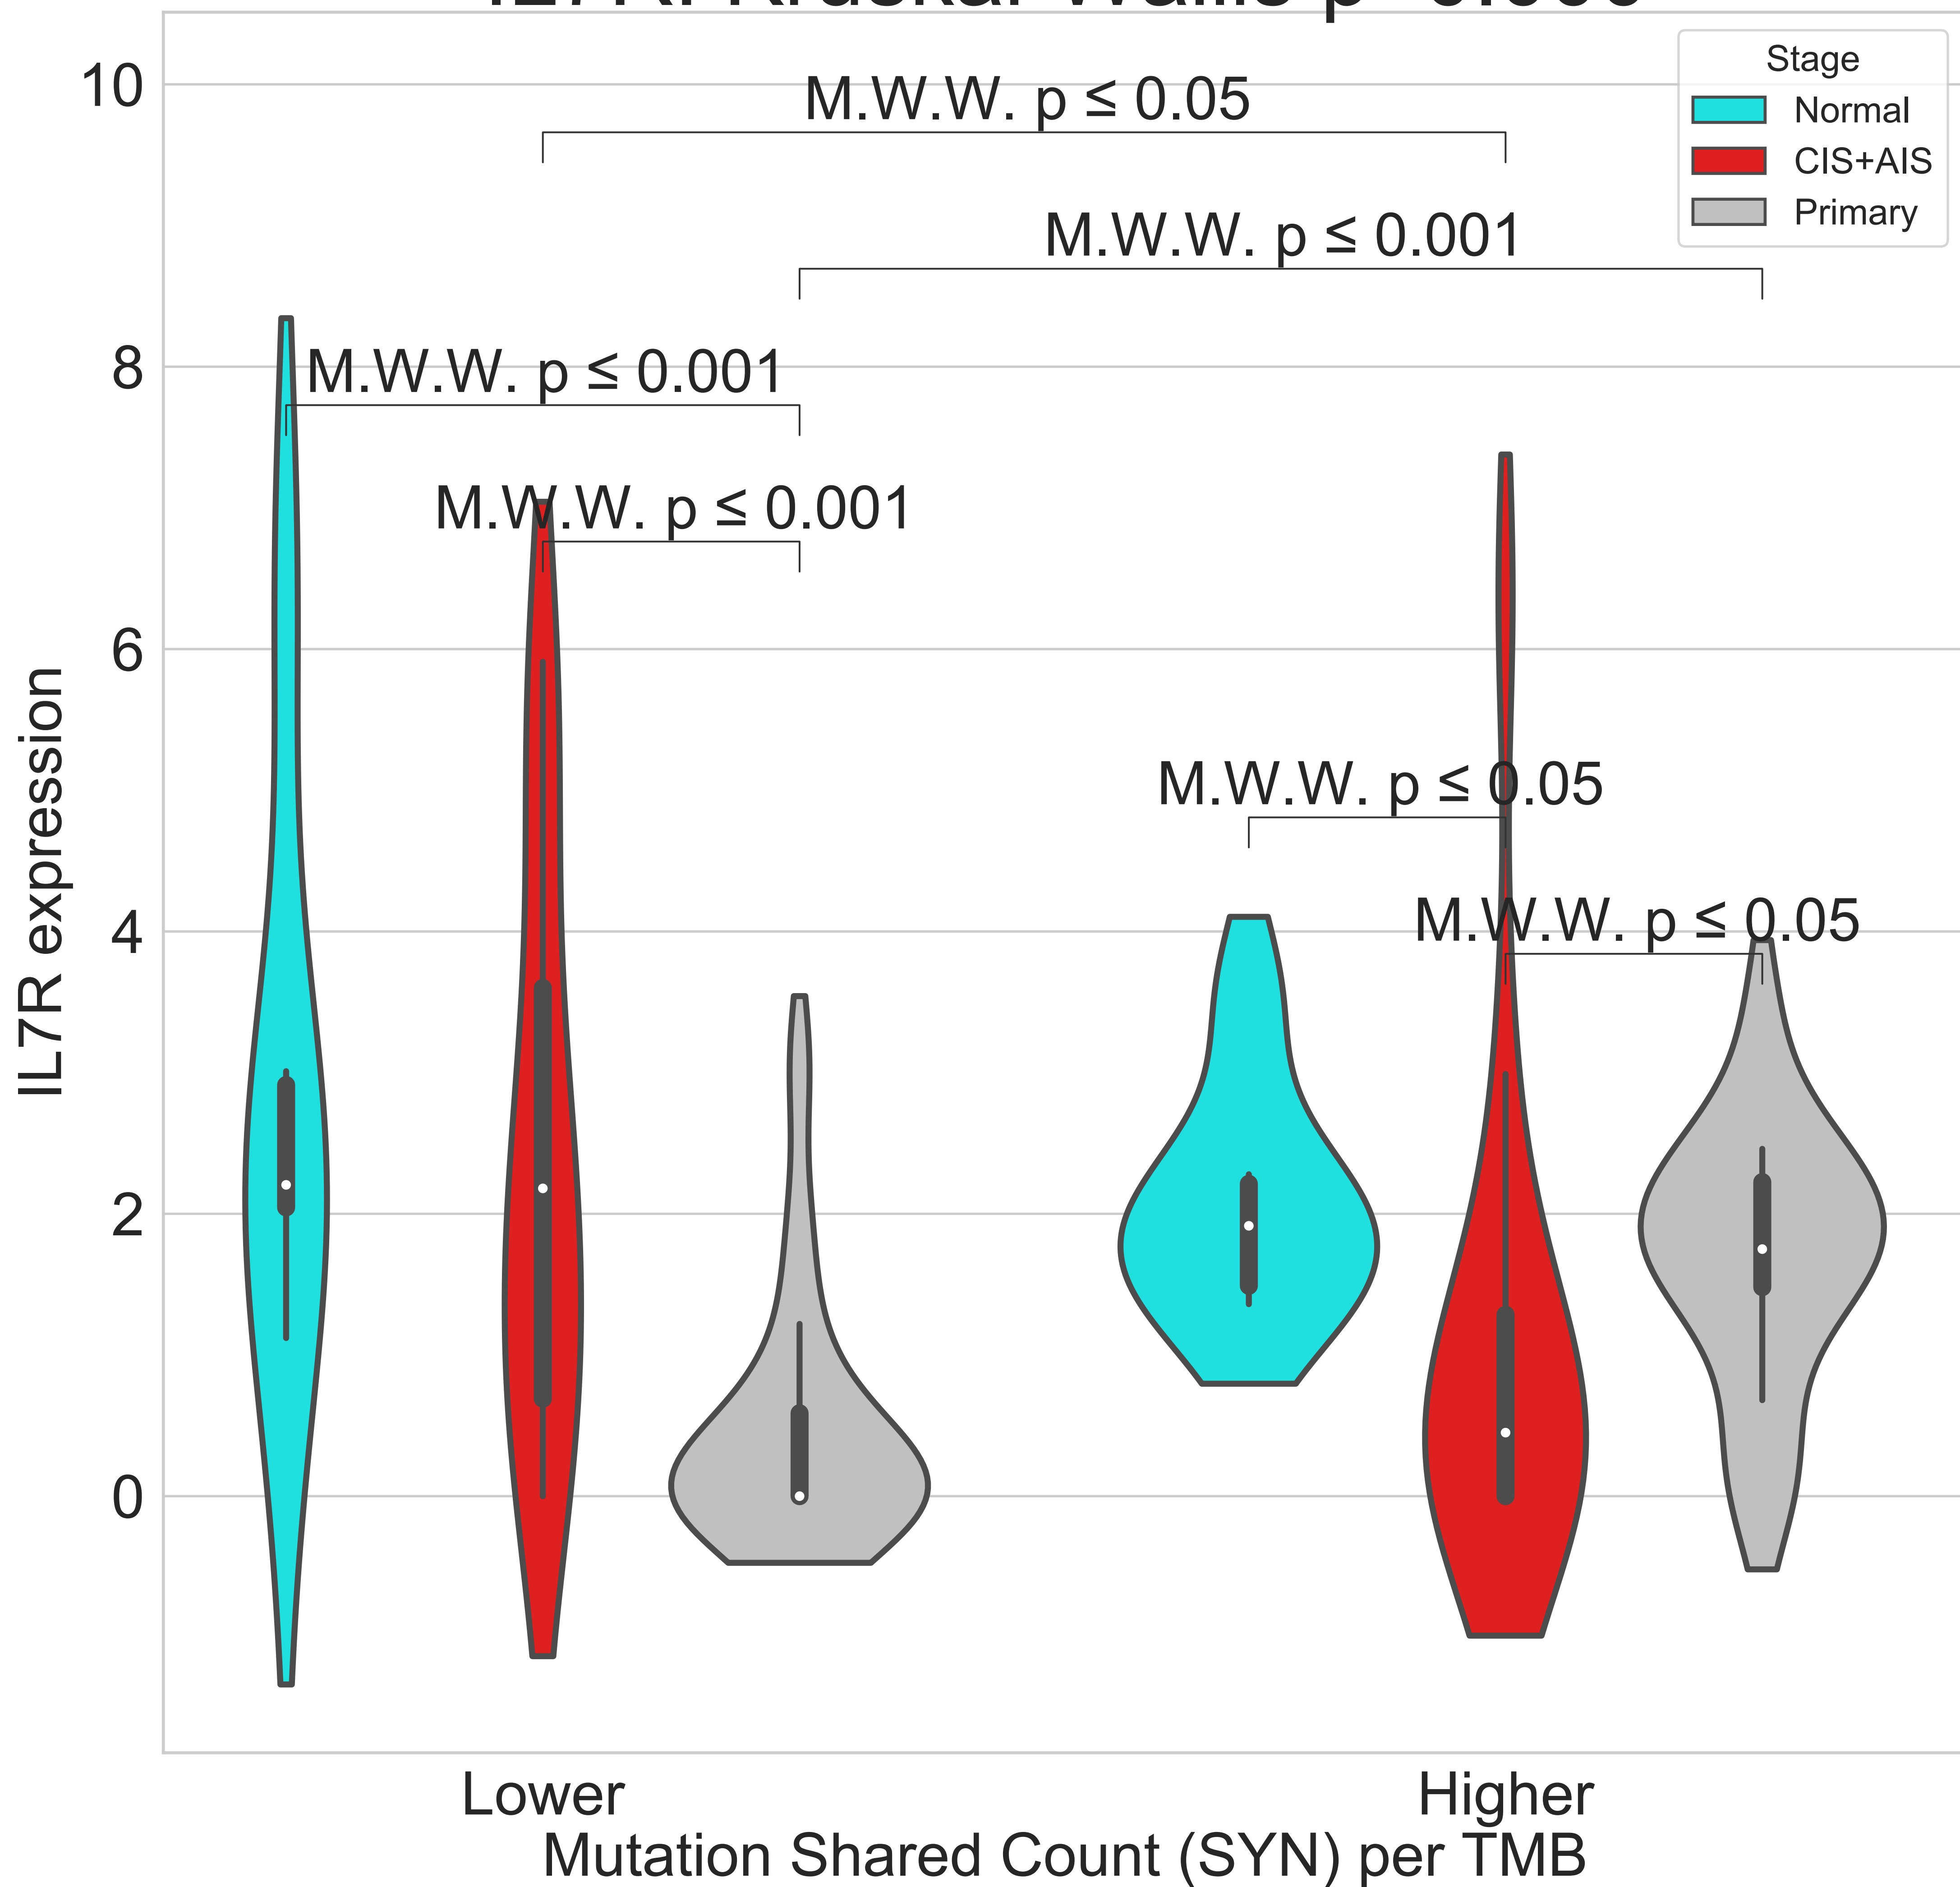 10
8
6
4
2
0
IL7R expression
M.W.W. p ≤ 0.05
M.W.W. p ≤ 0.001
M.W.W. p ≤ 0.001
M.W.W. p ≤ 0.001
M.W.W. p ≤ 0.05
M.W.W. p ≤ 0.05
Stage
Normal
CIS+AIS
Primary
Lower
Higher
Mutation Shared Count (SYN) per TMB